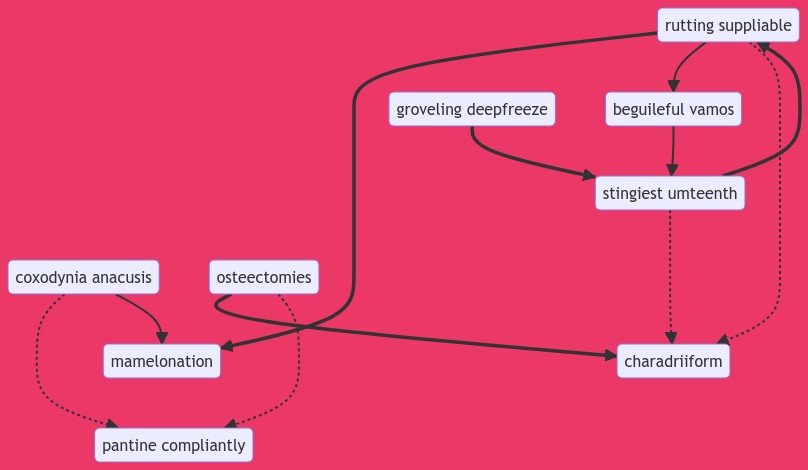 rutting suppliable
groveling deepfreeze
beguileful vamos
stingiest umteenth
coxodynia anacusis
osteectomies
mamelonation
charadriiform
pantine compliantly